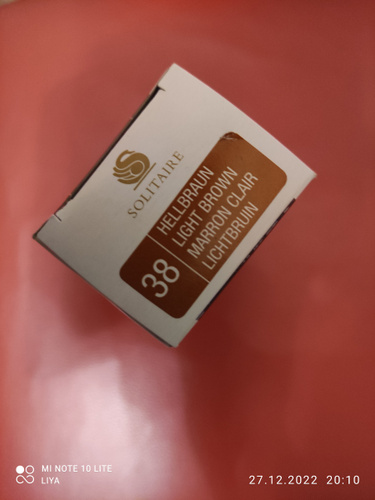 SOLITAIRE
38
HELLBRAUN
LIGHT BROWN
MARRON CLAIR
LICHTBRUIN
MI NOTE 10 LITE
LIYA
27.12.2022 20:10